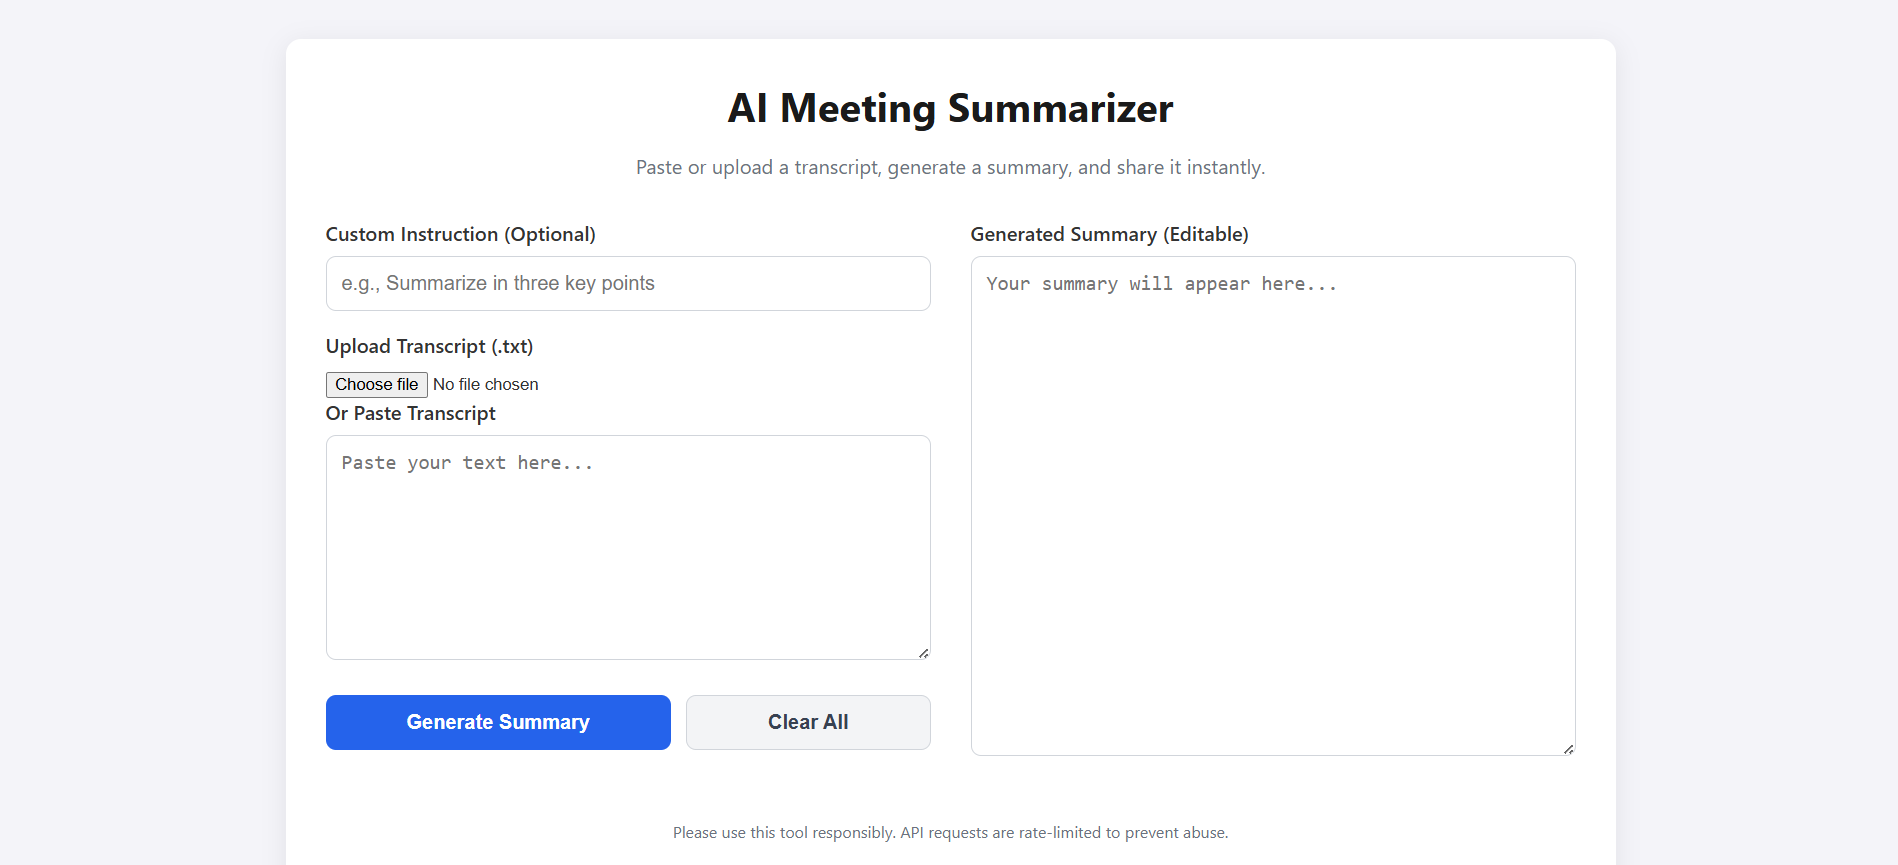 AI Meeting Summarizer
Paste or upload a transcript, generate a summary, and share it instantly.
Custom Instruction (Optional)
e.g., Summarize in three key points
Upload Transcript (.txt)
Choose file No file chosen
Or Paste Transcript
Paste your text here...
Generate Summary
Clear All
Generated Summary (Editable)
Your summary will appear here...
Please use this tool responsibly. API requests are rate-limited to prevent abuse.